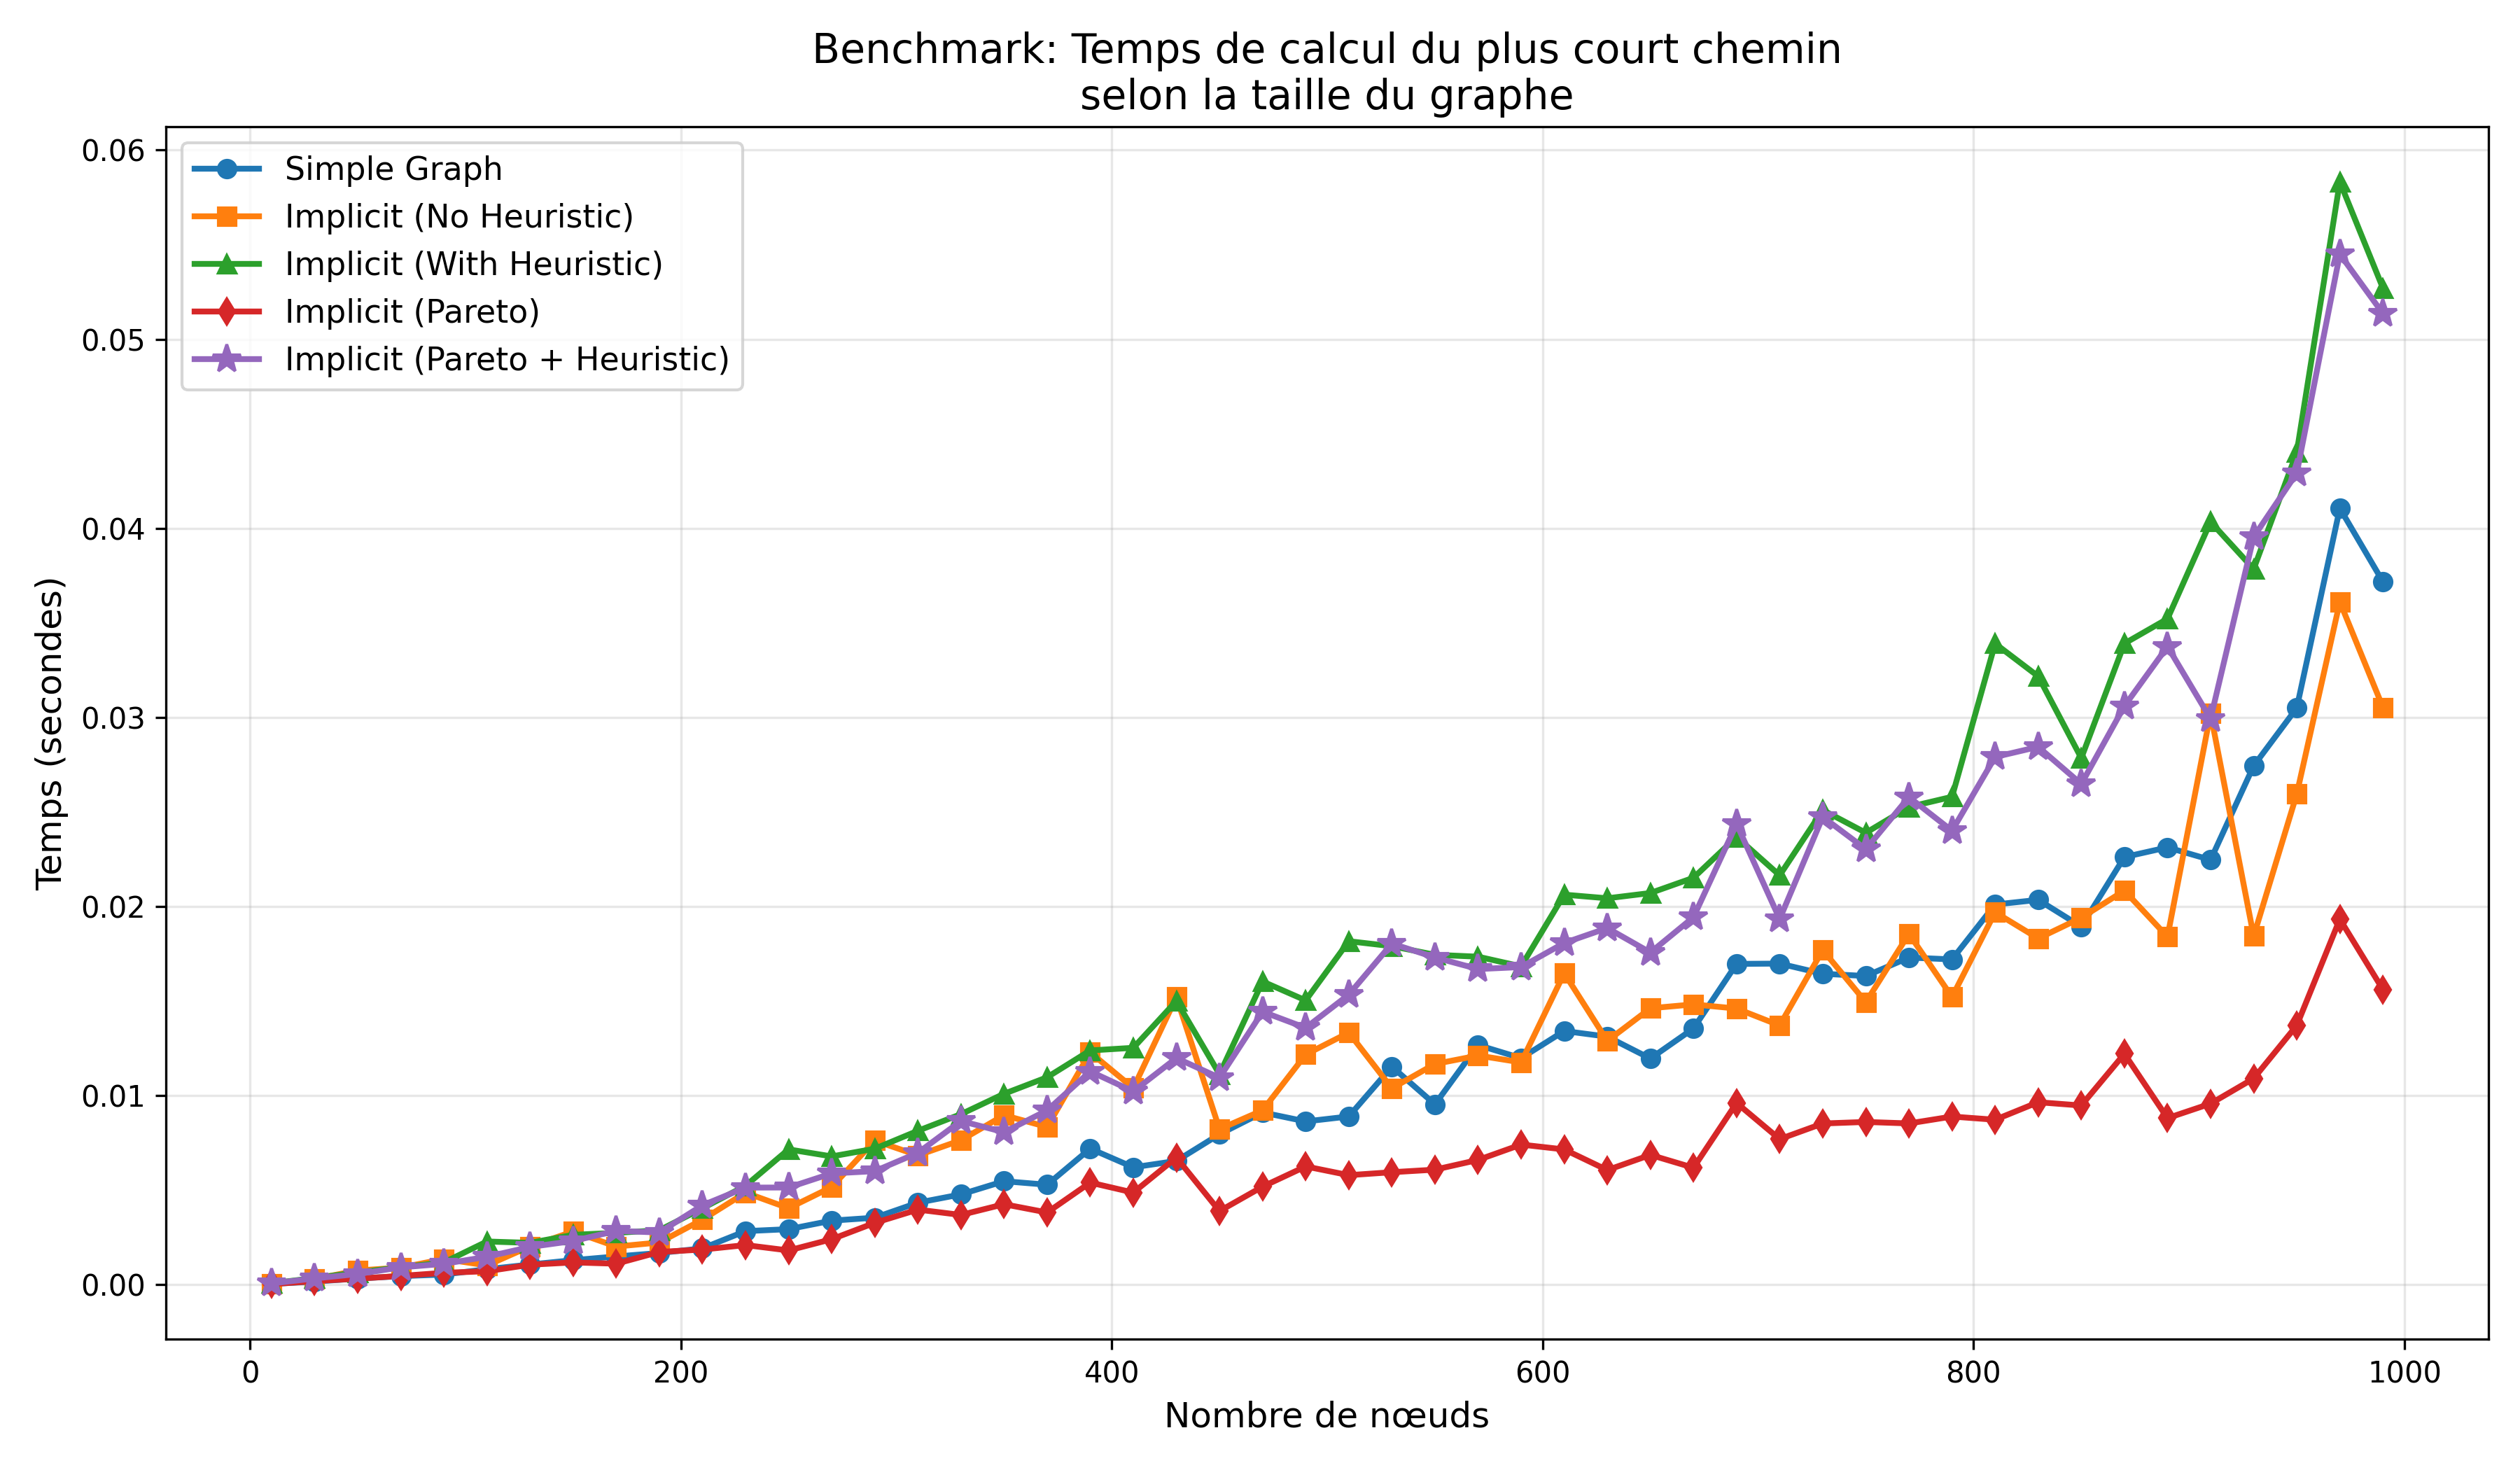 Benchmark: Temps de calcul du plus court chemin
selon la taille du graphe
Simple Graph
Implicit (No Heuristic)
Implicit (With Heuristic)
Implicit (Pareto)
Implicit (Pareto + Heuristic)
Temps (secondes)
0.06
0.05
0.04
0.03
0.02
0.01
0.00
0
200
400
600
800
1000
Nombre de nœuds